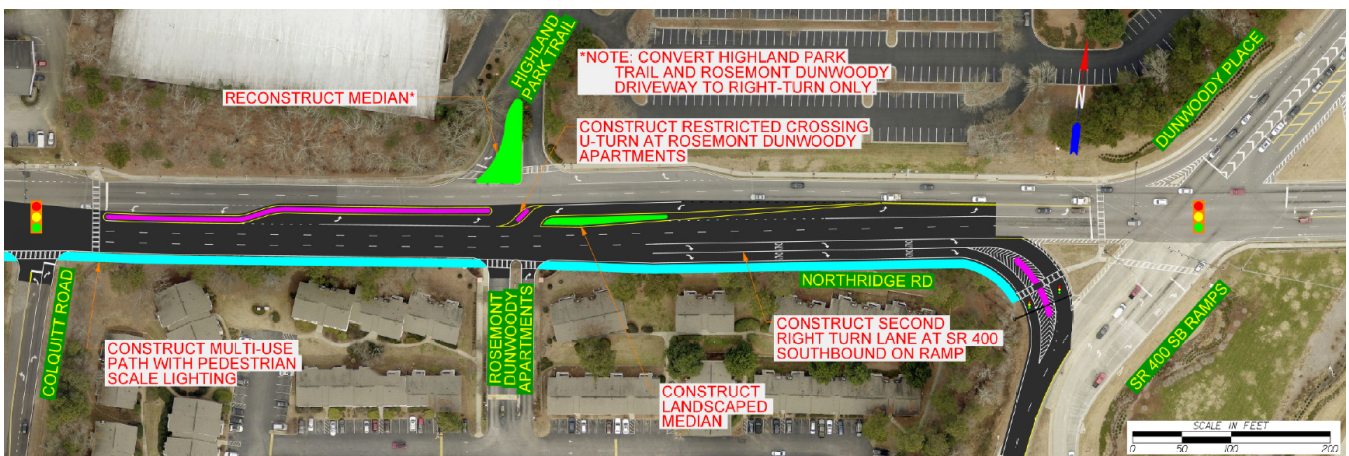 HIGHLAND
PARK TRAIL
*NOTE: CONVERT HIGHLAND PARK
TRAIL AND ROSEMONT DUNWOODY
DRIVEWAY TO RIGHT-TURN ONLY.
N
DUNWOODY PLACE
RECONSTRUCT MEDIAN*
CONSTRUCT RESTRICTED CROSSING
U-TURN AT ROSEMONT DUNWOODY
APARTMENTS
COLQUITT ROAD
ROSEMONT
DUNWOODY
APARTMENTS
NORTHRIDGE RD
SR 400 SB RAMPS
CONSTRUCT MULTI-USE
PATH WITH PEDESTRIAN
SCALE LIGHTING
CONSTRUCT SECOND
RIGHT TURN LANE AT SR 400
SOUTHBOUND ON RAMP
CONSTRUCT
LANDSCAPED
MEDIAN
SCALE IN FEET
0 50 100 200